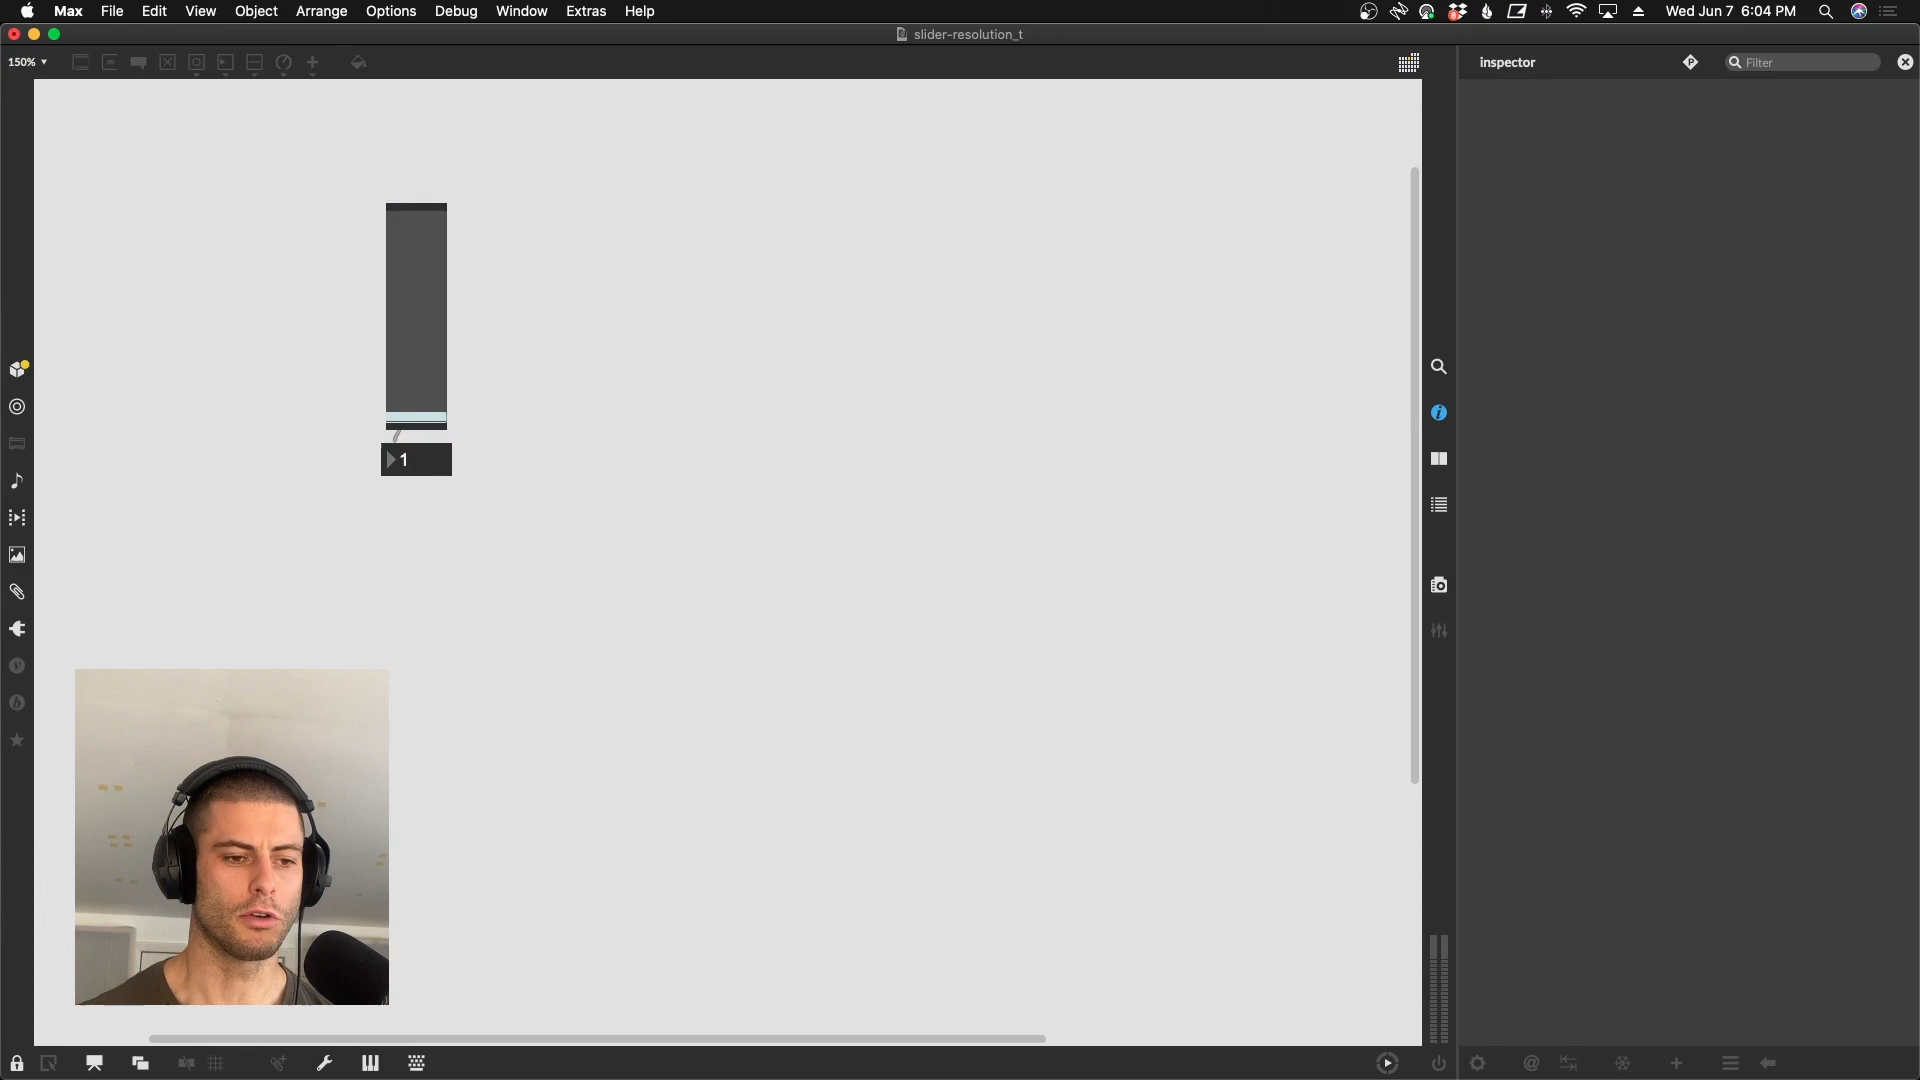 Max File Edit View Object Arrange Options Debug Window Extras Help Wed Jun 7 6:04 PM
slider-resolution_t
150%
inspector
Filter
1